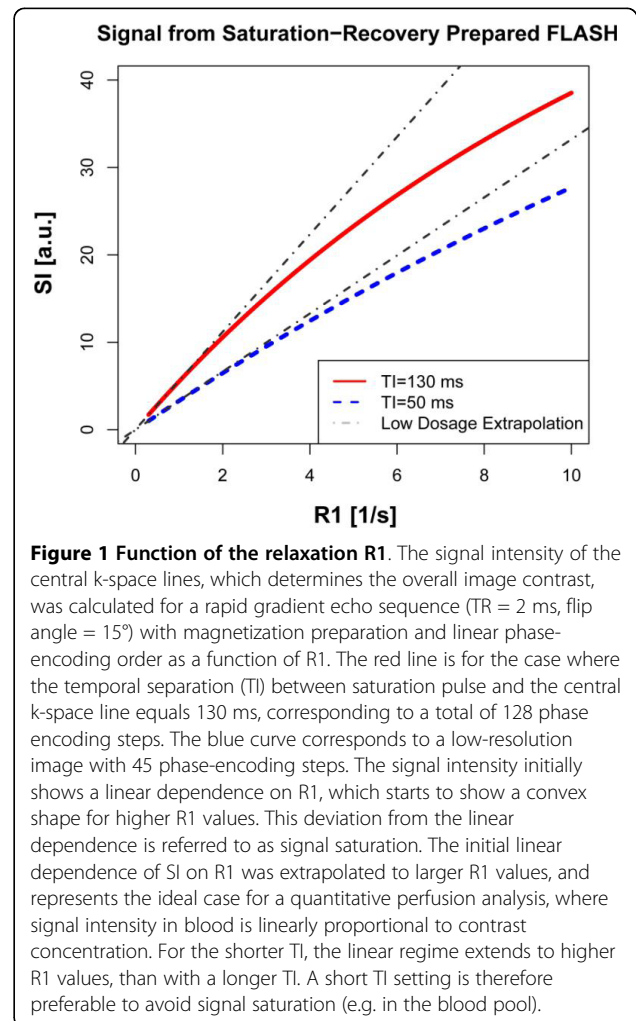 Signal from Saturation−Recovery Prepared FLASH
40
30
20
10
0
SI [a.u.]
TI=130 ms
TI=50 ms
Low Dosage Extrapolation
0 2 4 6 8 10
R1 [1/s]
Figure 1 Function of the relaxation R1. The signal intensity of the
central k-space lines, which determines the overall image contrast,
was calculated for a rapid gradient echo sequence (TR = 2 ms, flip
angle = 15°) with magnetization preparation and linear phase-
encoding order as a function of R1. The red line is for the case where
the temporal separation (TI) between saturation pulse and the central
k-space line equals 130 ms, corresponding to a total of 128 phase
encoding steps. The blue curve corresponds to a low-resolution
image with 45 phase-encoding steps. The signal intensity initially
shows a linear dependence on R1, which starts to show a convex
shape for higher R1 values. This deviation from the linear
dependence is referred to as signal saturation. The initial linear
dependence of SI on R1 was extrapolated to larger R1 values, and
represents the ideal case for a quantitative perfusion analysis, where
signal intensity in blood is linearly proportional to contrast
concentration. For the shorter TI, the linear regime extends to higher
R1 values, than with a longer TI. A short TI setting is therefore
preferable to avoid signal saturation (e.g. in the blood pool).